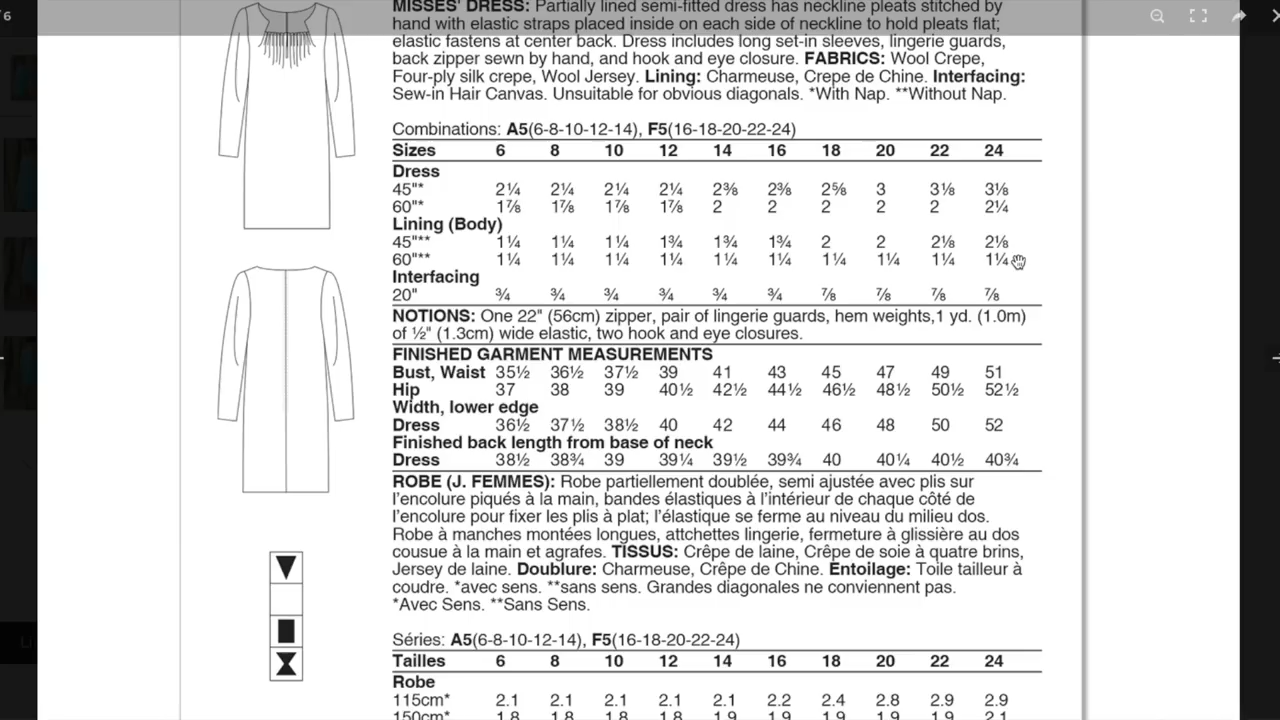 6
MISSES' DRESS: Partially lined semi-fitted dress has neckline pleats stitched by
hand with elastic straps placed inside on each side of neckline to hold pleats flat;
elastic fastens at center back. Dress includes long set-in sleeves, lingerie guards,
back zipper sewn by hand, and hook and eye closure. FABRICS: Wool Crepe,
Four-ply silk crepe, Wool Jersey. Lining: Charmeuse, Crepe de Chine. Interfacing:
Sew-in Hair Canvas. Unsuitable for obvious diagonals. *With Nap. **Without Nap.
Combinations: A5(6-8-10-12-14), F5(16-18-20-22-24)
Sizes 6 8 10 12 14 16 18 20 22 24
Dress
45"* 2¼ 2¼ 2¼ 2¼ 2⅜ 2⅜ 2⅝ 3 3⅛ 3⅛
60"* 1⅞ 1⅞ 1⅞ 1⅞ 2 2 2 2 2 2¼
Lining (Body)
45"** 1¼ 1¼ 1¼ 1¾ 1¾ 1¾ 2 2 2⅛ 2⅛
60"** 1¼ 1¼ 1¼ 1¼ 1¼ 1¼ 1¼ 1¼ 1¼ 1¼
Interfacing
20" ¾ ¾ ¾ ¾ ¾ ¾ ⅞ ⅞ ⅞ ⅞
NOTIONS: One 22" (56cm) zipper, pair of lingerie guards, hem weights,1 yd. (1.0m)
of ½" (1.3cm) wide elastic, two hook and eye closures.
FINISHED GARMENT MEASUREMENTS
Bust, Waist 35½ 36½ 37½ 39 41 43 45 47 49 51
Hip 37 38 39 40½ 42½ 44½ 46½ 48½ 50½ 52½
Width, lower edge
Dress 36½ 37½ 38½ 40 42 44 46 48 50 52
Finished back length from base of neck
Dress 38½ 38¾ 39 39¼ 39½ 39¾ 40 40¼ 40½ 40¾
ROBE (J. FEMMES): Robe partiellement doublée, semi ajustée avec plis sur
l'encolure piqués à la main, bandes élastiques à l'intérieur de chaque côté de
l'encolure pour fixer les plis à plat; l'élastique se ferme au niveau du milieu dos.
Robe à manches montées longues, attchettes lingerie, fermeture à glissière au dos
cousue à la main et agrafes. TISSUS: Crêpe de laine, Crêpe de soie à quatre brins,
Jersey de laine. Doublure: Charmeuse, Crêpe de Chine. Entoilage: Toile tailleur à
coudre. *avec sens. **sans sens. Grandes diagonales ne conviennent pas.
*Avec Sens. **Sans Sens.
Séries: A5(6-8-10-12-14), F5(16-18-20-22-24)
Tailles 6 8 10 12 14 16 18 20 22 24
Robe
115cm* 2.1 2.1 2.1 2.1 2.1 2.2 2.4 2.8 2.9 2.9
150cm* 1.8 1.8 1.8 1.8 1.9 1.9 1.9 1.9 1.9 2.1